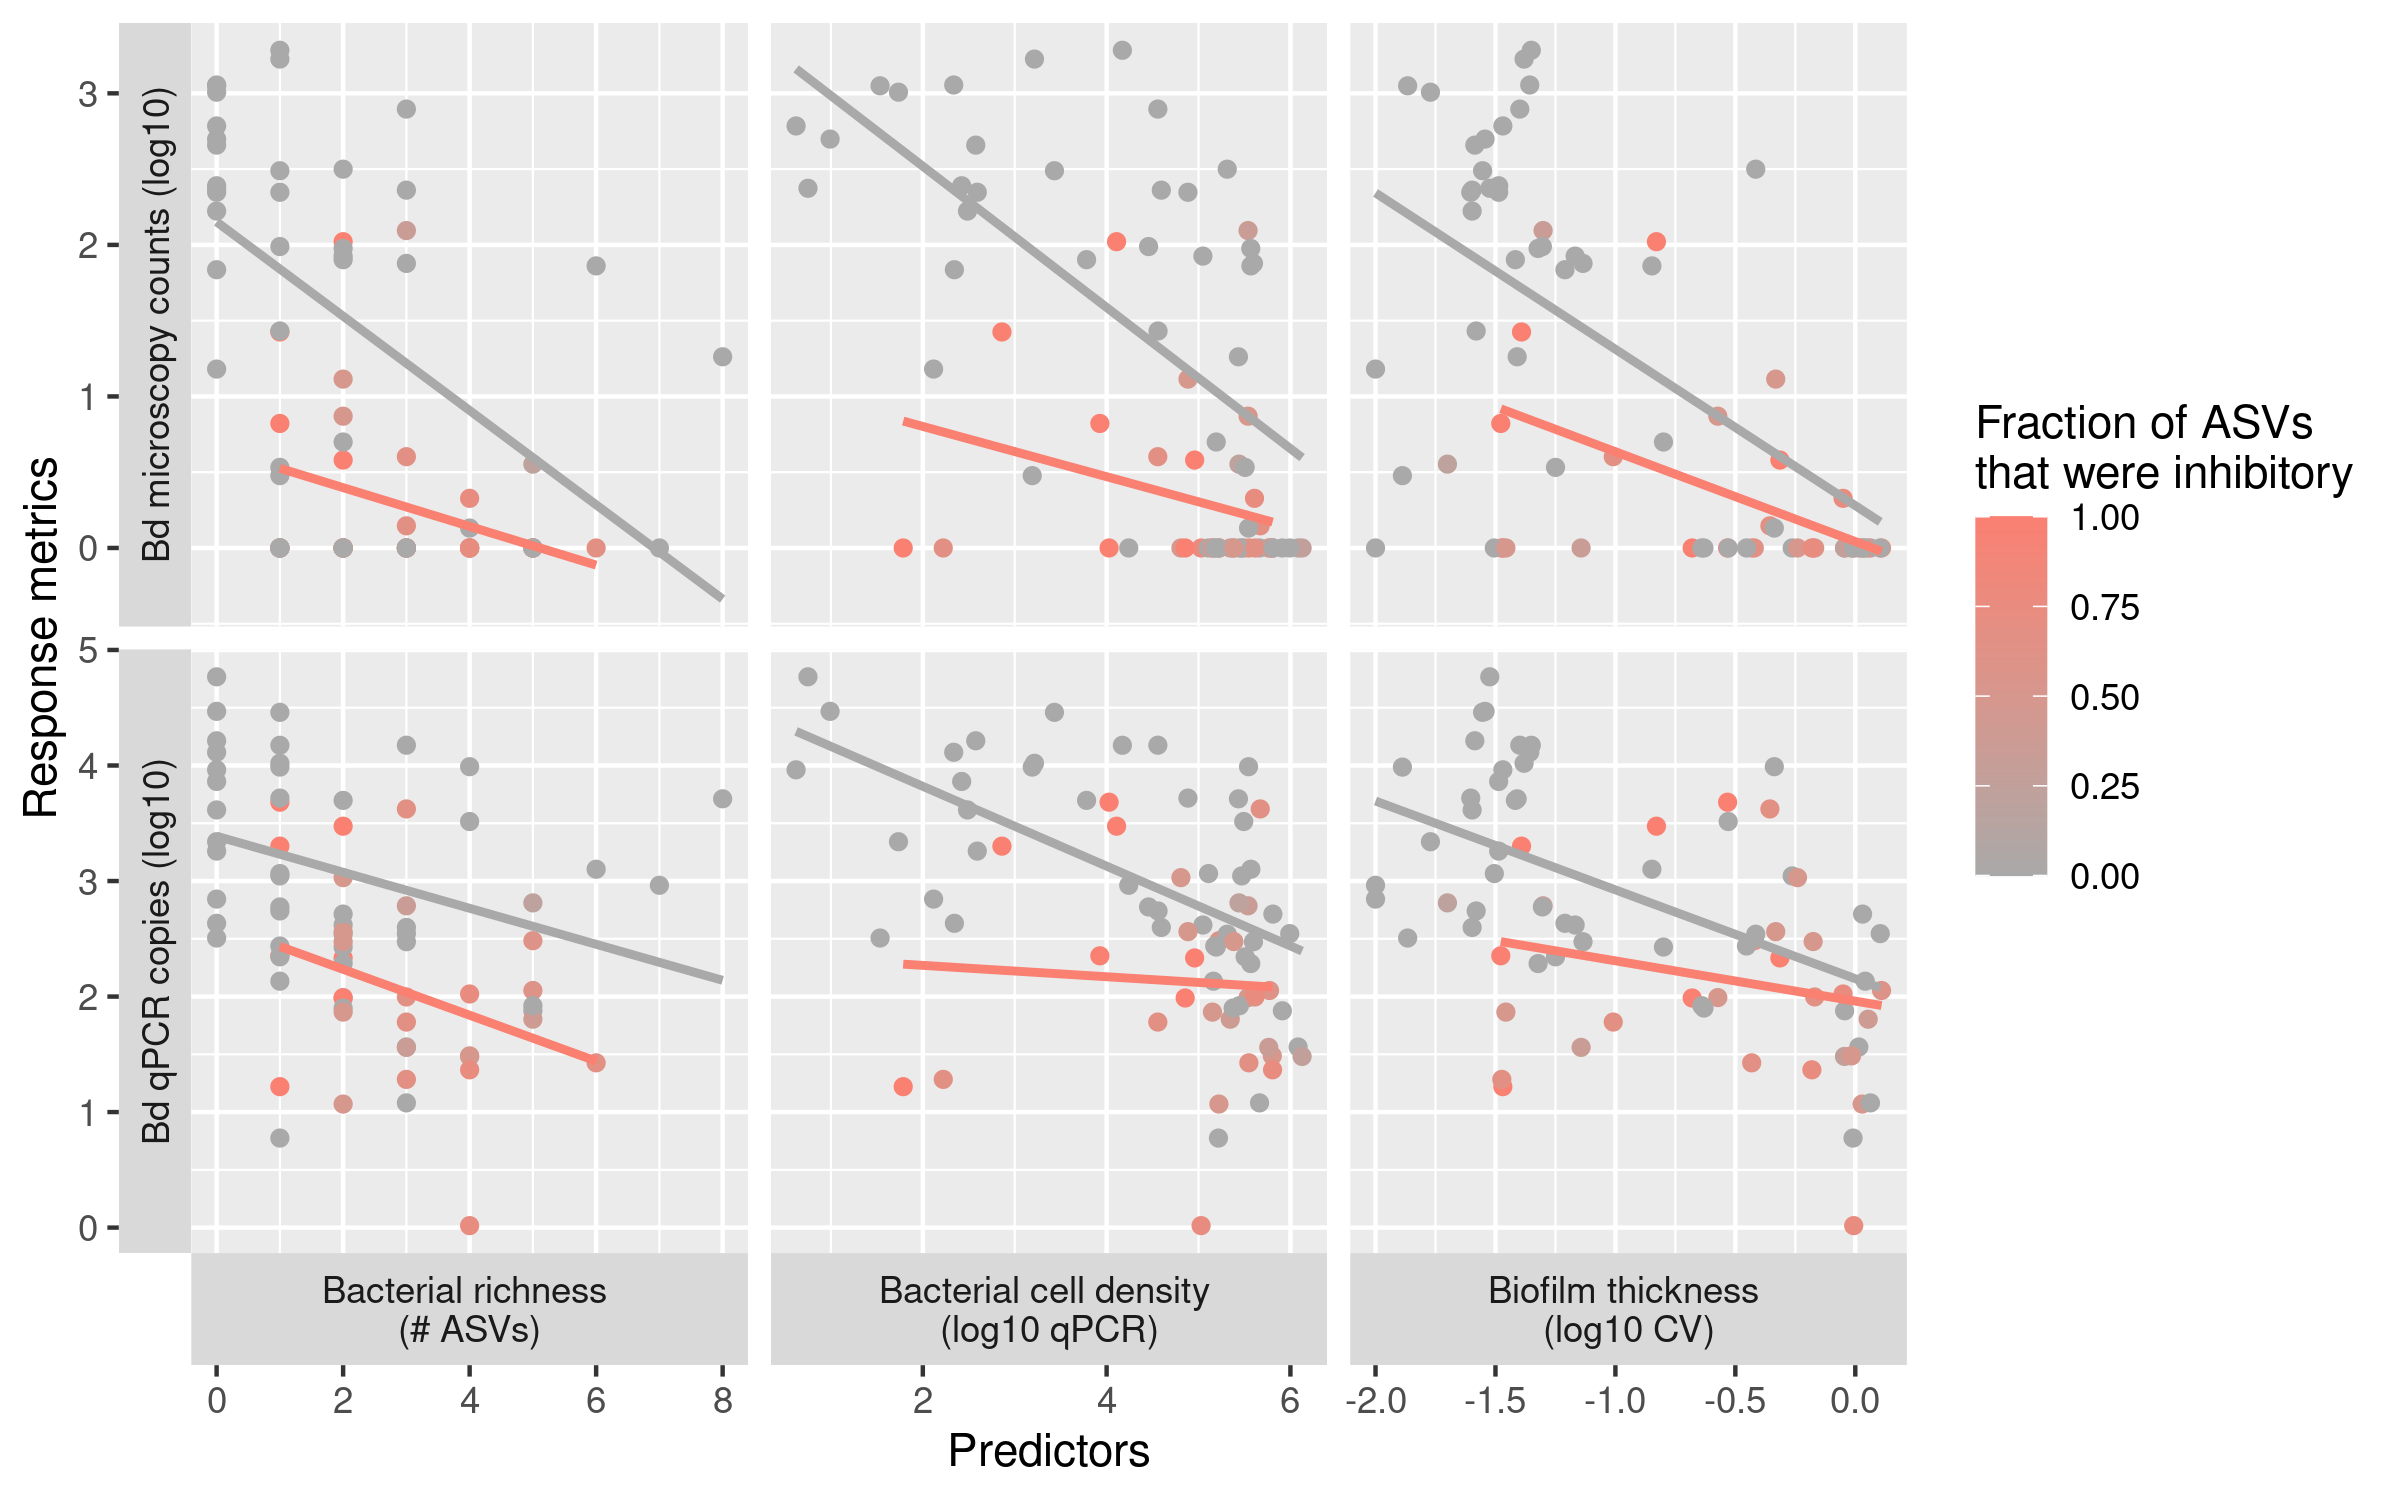 Response metrics
Bd microscopy counts (log10)
3
2
1
0
Bd qPCR copies (log10)
5
4
3
2
1
0
Bacterial richness
(# ASVs)
Bacterial cell density
(log10 qPCR)
Biofilm thickness
(log10 CV)
0 2 4 6 8
2 4 6
-2.0 -1.5 -1.0 -0.5 0.0
Predictors
Fraction of ASVs
that were inhibitory
1.00
0.75
0.50
0.25
0.00